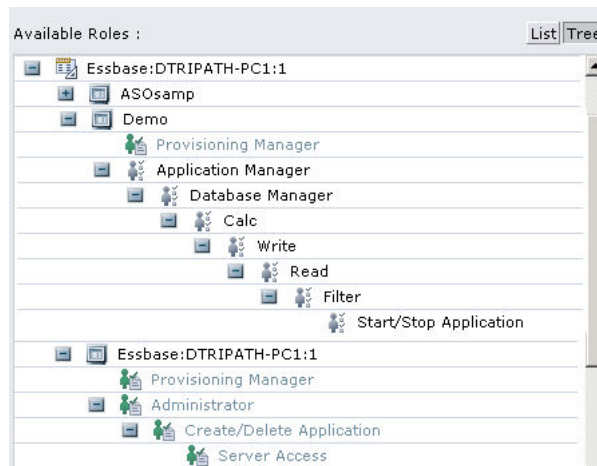 Available Roles :
List Tree
Essbase:DTRIPATH-PC1:1
ASOsamp
Demo
Provisioning Manager
Application Manager
Database Manager
Calc
Write
Read
Filter
Start/Stop Application
Essbase:DTRIPATH-PC1:1
Provisioning Manager
Administrator
Create/Delete Application
Server Access